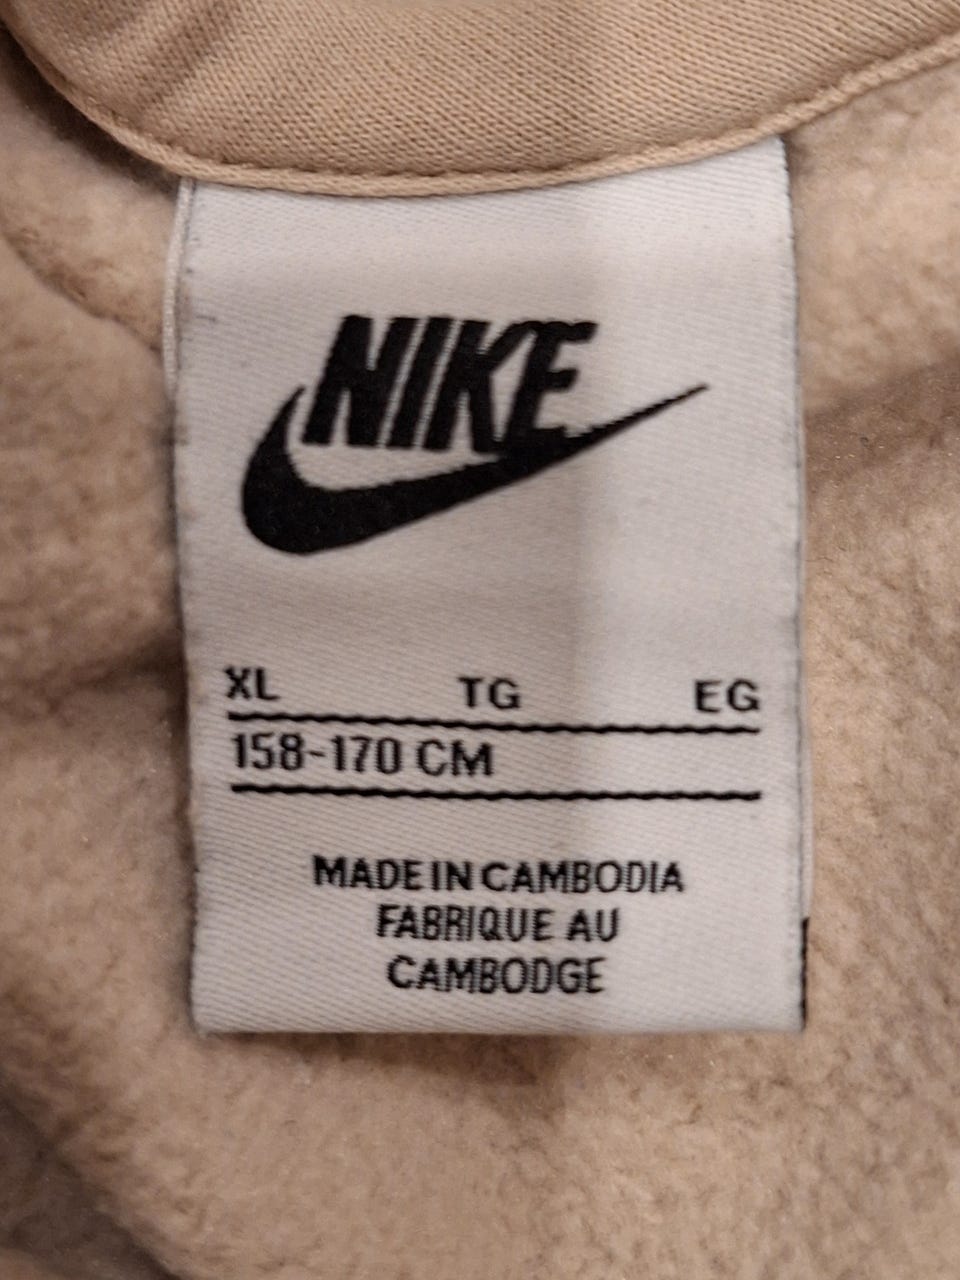 NIKE
XL TG EG
158-170 CM
MADE IN CAMBODIA
FABRIQUE AU
CAMBODGE